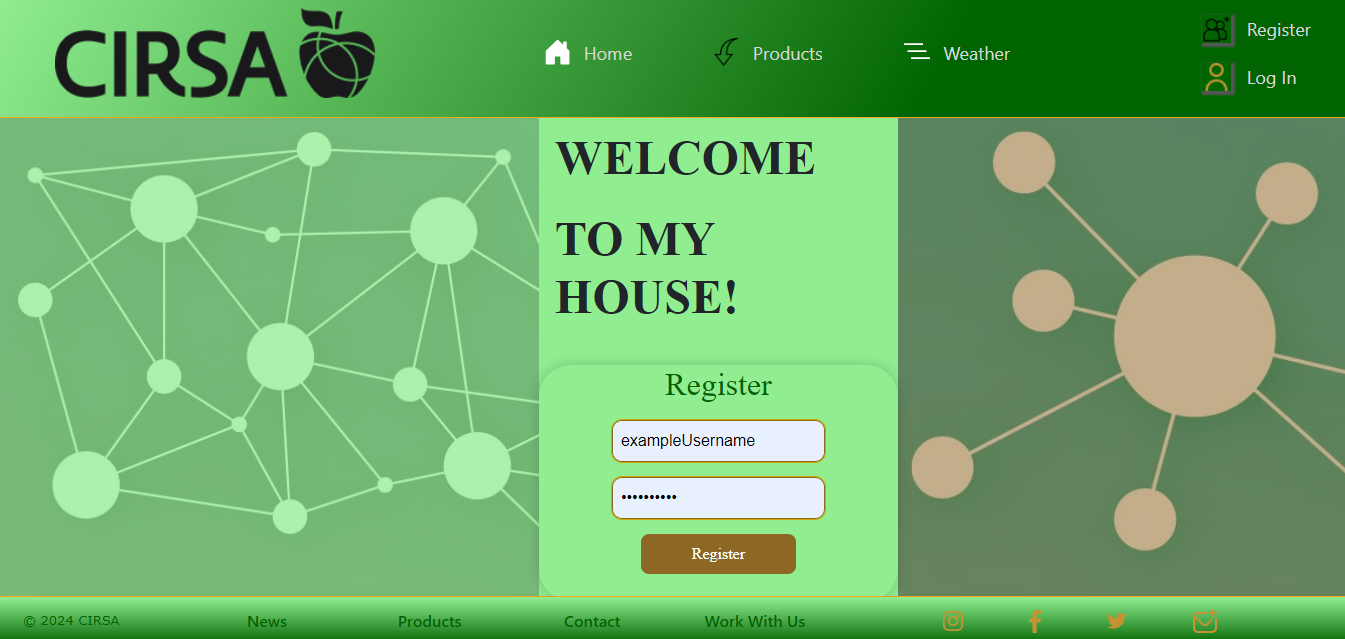 CIRSA
Home
Products
Weather
Register
Log In
WELCOME
TO MY
HOUSE!
Register
exampleUsername
••••••••••
Register
© 2024 CIRSA
News
Products
Contact
Work With Us